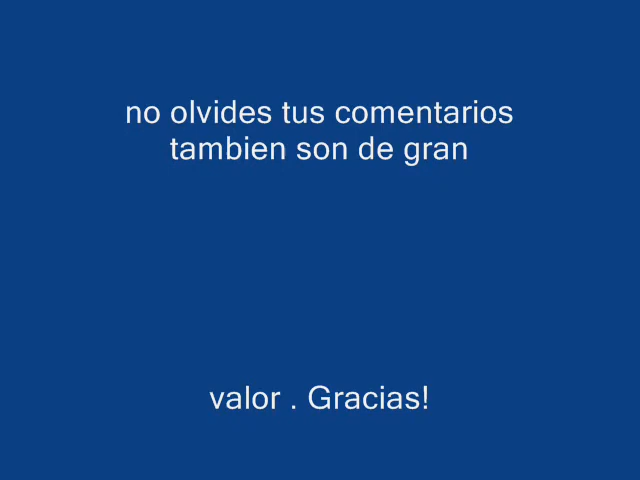 no olvides tus comentarios
tambien son de gran
valor . Gracias!